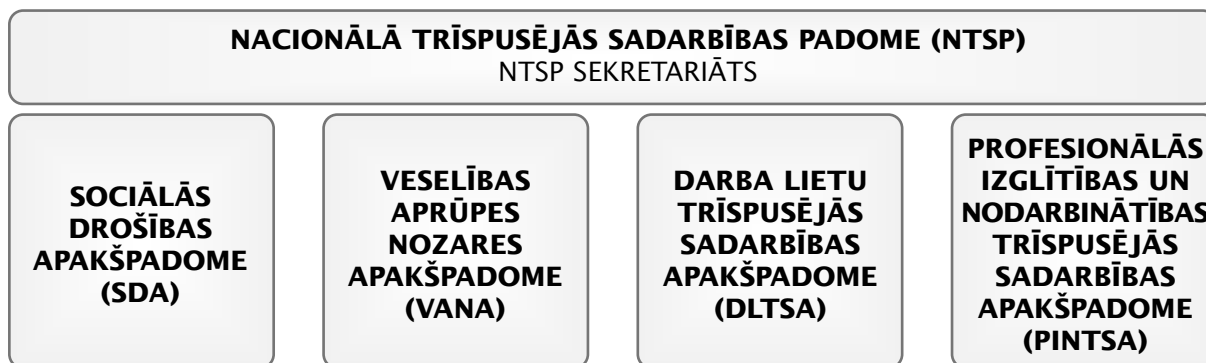 NACIONĀLĀ TRĪSPUSĒJĀS SADARBĪBAS PADOME (NTSP)
NTSP SEKRETARIĀTS
SOCIĀLĀS
DROŠĪBAS
APAKŠPADOME
(SDA)
VESELĪBAS
APRŪPES
NOZARES
APAKŠPADOME
(VANA)
DARBA LIETU
TRĪSPUSĒJĀS
SADARBĪBAS
APAKŠPADOME
(DLTSA)
PROFESIONĀLĀS
IZGLĪTĪBAS UN
NODARBINĀTĪBAS
TRĪSPUSĒJĀS
SADARBĪBAS
APAKŠPADOME
(PINTSA)